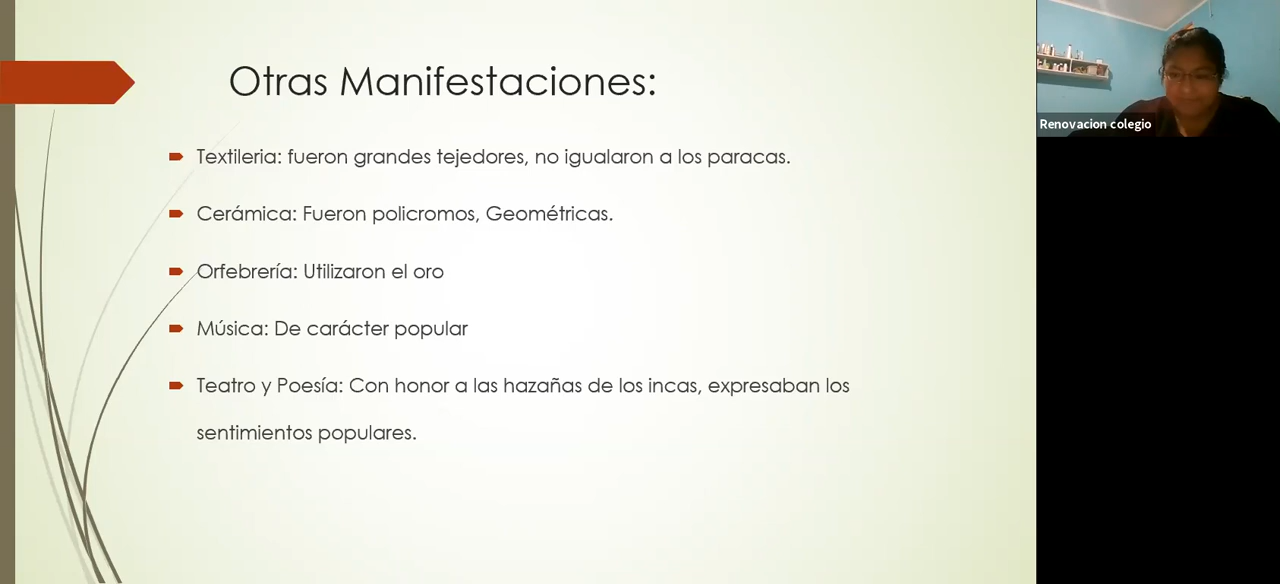 Otras Manifestaciones:
Textileria: fueron grandes tejedores, no igualaron a los paracas.
Cerámica: Fueron policromos, Geométricas.
Orfebrería: Utilizaron el oro
Música: De carácter popular
Teatro y Poesía: Con honor a las hazañas de los incas, expresaban los
sentimientos populares.
Renovacion colegio